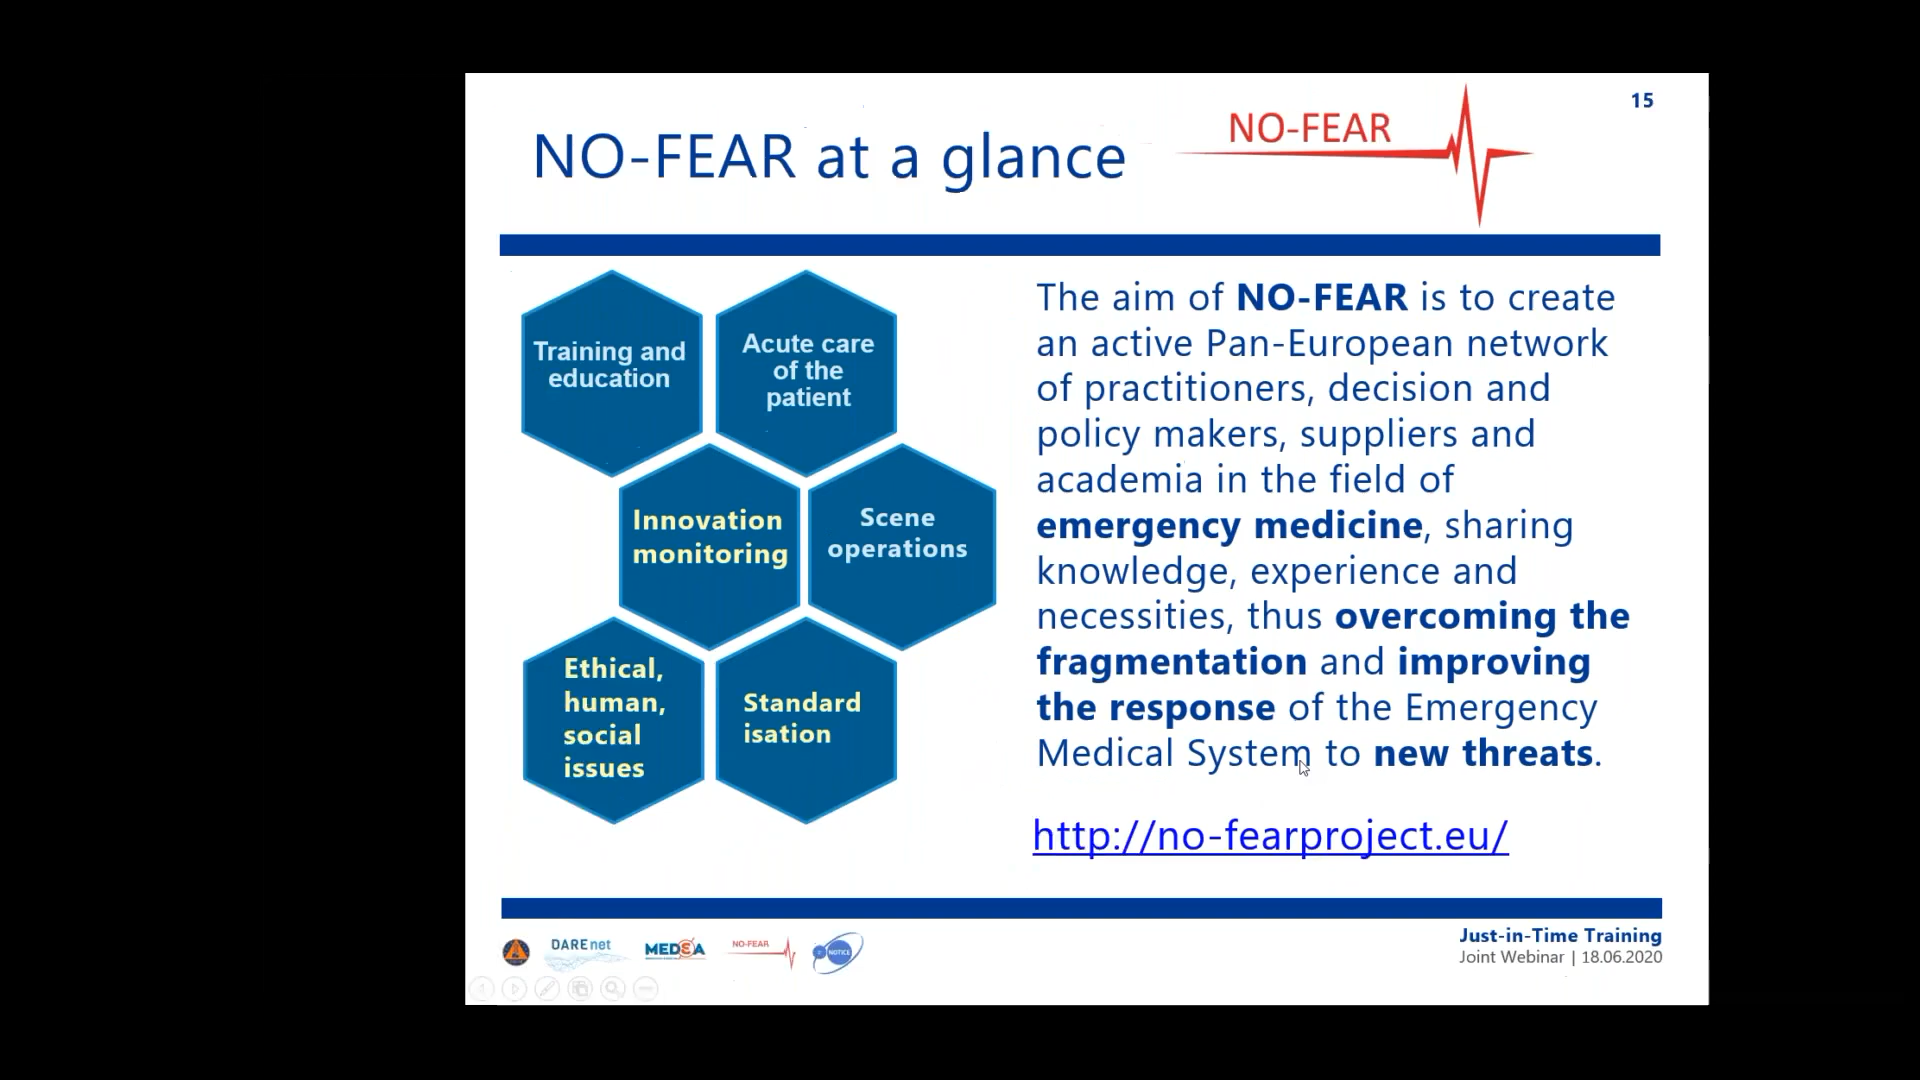 15
NO-FEAR at a glance
NO-FEAR
Training and
education
Acute care
of the
patient
Innovation
monitoring
Scene
operations
Ethical,
human,
social
issues
Standard
isation
The aim of NO-FEAR is to create
an active Pan-European network
of practitioners, decision and
policy makers, suppliers and
academia in the field of
emergency medicine, sharing
knowledge, experience and
necessities, thus overcoming the
fragmentation and improving
the response of the Emergency
Medical System to new threats.
http://no-fearproject.eu/
DAREnet
MEDEA
NO-FEAR
NOTICE
Just-in-Time Training
Joint Webinar | 18.06.2020